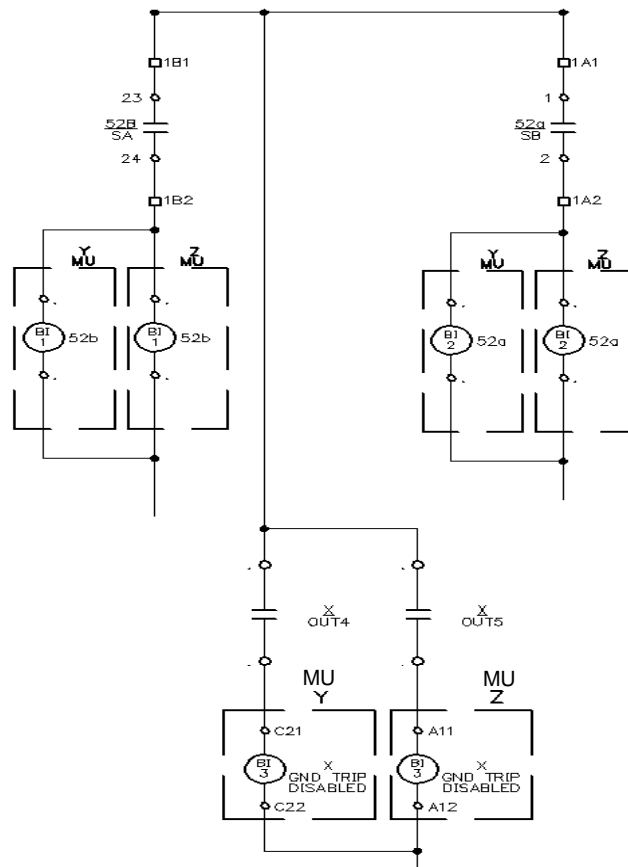 1B1
1A1
23
1
52B
SA
52a
SB
24
2
1B2
1A2
Y
MU
Z
MU
Y
MU
Z
MU
BI
1
52b
BI
1
52b
BI
2
52a
BI
2
52a
X
OUT4
X
OUT5
MU
Y
MU
Z
C21
A11
BI
3
X
GND TRIP
DISABLED
BI
3
X
GND TRIP
DISABLED
C22
A12